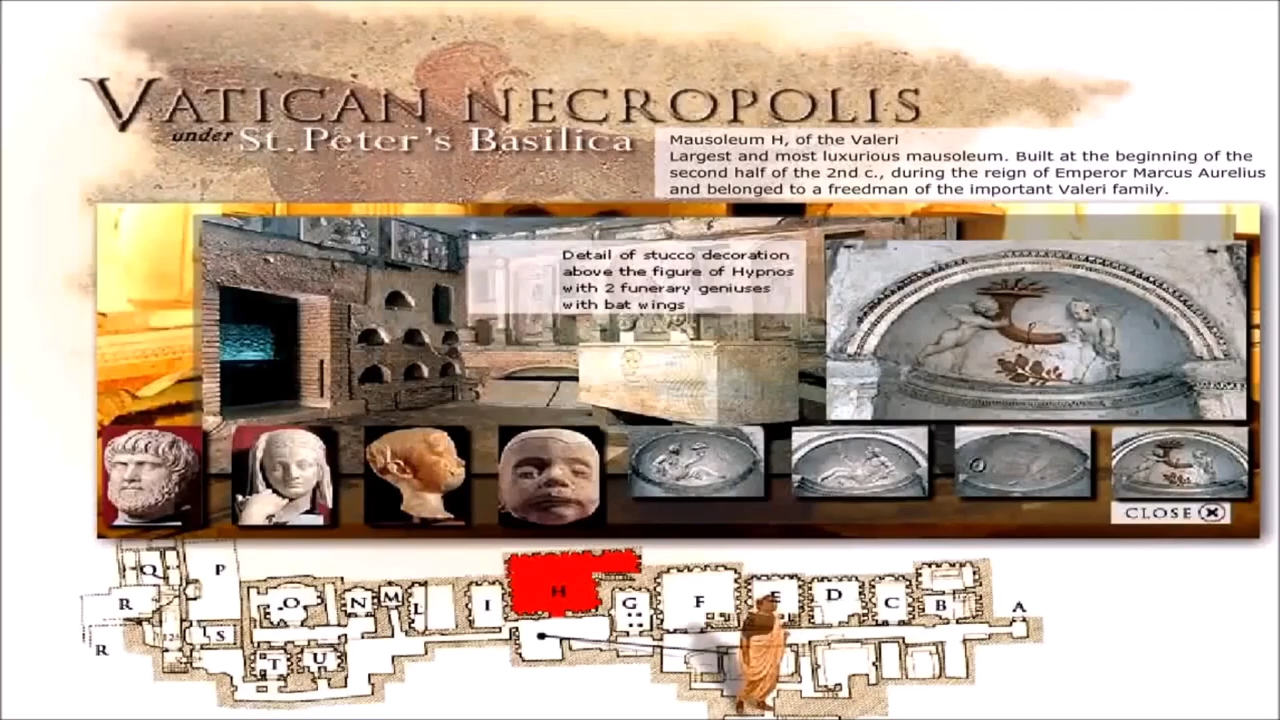 VATICAN NECROPOLIS
under St. Peter's Basilica
Mausoleum H, of the Valeri
Largest and most luxurious mausoleum. Built at the beginning of the
second half of the 2nd c., during the reign of Emperor Marcus Aurelius
and belonged to a freedman of the important Valeri family.
Detail of stucco decoration
above the figure of Hypnos
with 2 funerary geniuses
with bat wings
CLOSE
Q P
R O N M L I H G F E D C B A
S
R T U